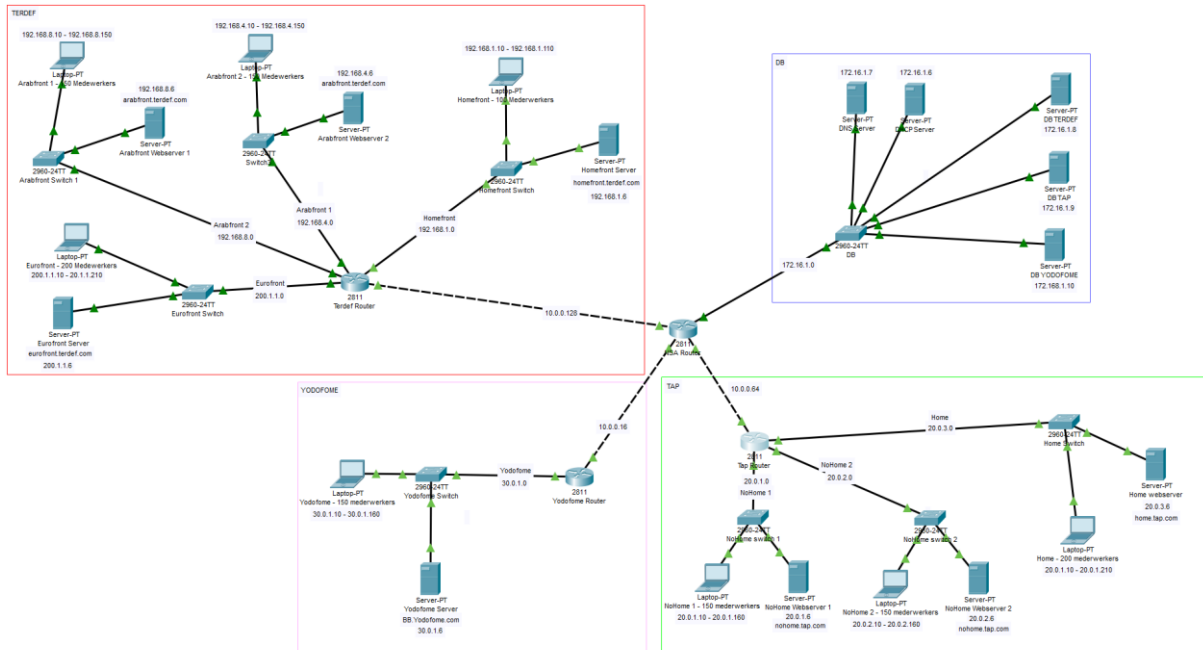 TERDEF
192.168.8.10 - 192.168.8.150
Laptop-PT
Arabfront 1 - 150 Medewerkers
192.168.8.6
arabfront.terdef.com
Server-PT
Arabfront Webserver 1
2960-24TT
Arabfront Switch 1
192.168.4.10 - 192.168.4.150
Laptop-PT
Arabfront 2 - 150 Medewerkers
192.168.4.6
arabfront.terdef.com
Server-PT
Arabfront Webserver 2
2960-24TT
192.168.1.10 - 192.168.1.110
Laptop-PT
Homefront - 100 Mederwerkers
Server-PT
Homefront Server
homefront.terdef.com
192.168.1.6
2960-24TT
Homefront Switch
Arabfront 2
192.168.8.0
Arabfront 1
192.168.4.0
Homefront
192.168.1.0
Laptop-PT
Eurofront - 200 Medewerkers
200.1.1.10 - 20.1.1.210
2960-24TT
Eurofront Switch
Eurofront
200.1.1.0
2811
Terdef Router
Server-PT
Eurofront Server
eurofront.terdef.com
200.1.1.6
10.0.0.128
DB
172.16.1.7
Server-PT
DNS Server
172.16.1.6
Server-PT
DHCP Server
Server-PT
DB TERDEF
172.16.1.8
Server-PT
DB TAP
172.16.1.9
Server-PT
DB YODOFOME
172.168.1.10
2960-24TT
DB
172.16.1.0
2811
NSA Router
YODOFOME
10.0.0.16
Laptop-PT
Yodofome - 150 mederwerkers
30.0.1.10 - 30.0.1.160
2960-24TT
Yodofome Switch
Yodofome
30.0.1.0
2811
Yodofome Router
Server-PT
Yodofome Server
BB.Yodofome.com
30.0.1.6
TAP
10.0.0.64
2811
Tap Router
Home
20.0.3.0
2960-24TT
Home Switch
Server-PT
Home webserver
20.0.3.6
home.tap.com
Laptop-PT
Home - 200 mederwerkers
20.0.1.10 - 20.0.1.210
20.0.1.0
NoHome 1
NoHome 2
20.0.2.0
2960-24TT
NoHome switch 1
2960-24TT
NoHome switch 2
Laptop-PT
NoHome 1 - 150 mederwerkers
20.0.1.10 - 20.0.1.160
Server-PT
NoHome Webserver 1
20.0.1.6
nohome.tap.com
Laptop-PT
NoHome 2 - 150 mederwerkers
20.0.2.10 - 20.0.2.160
Server-PT
NoHome Webserver 2
20.0.2.6
nohome.tap.com